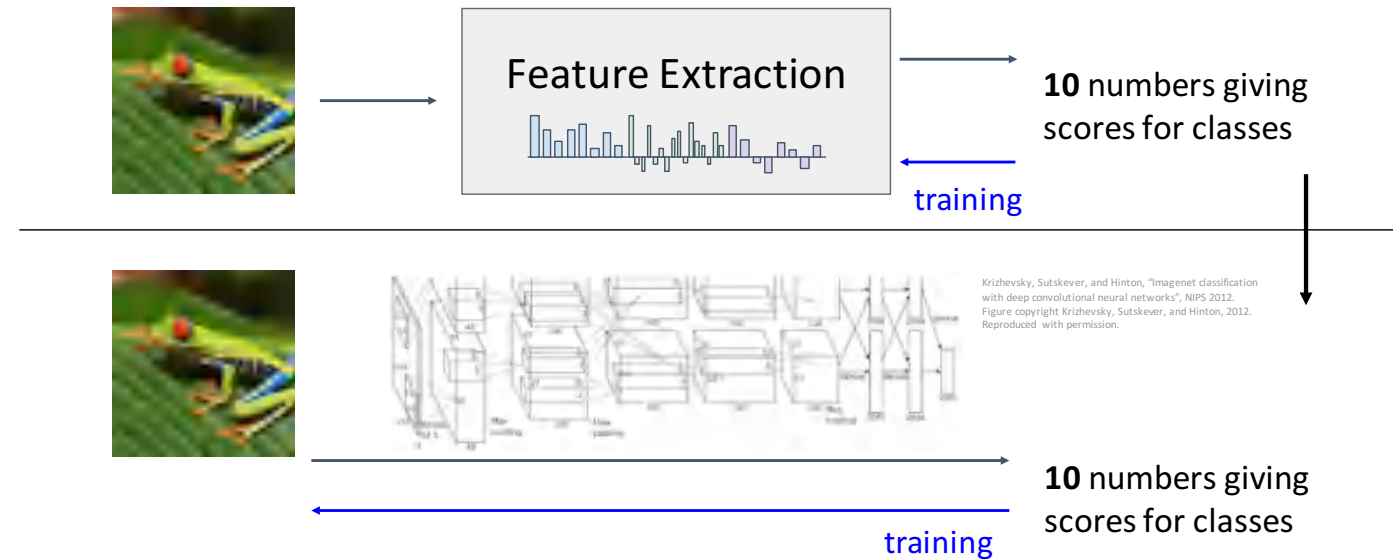 Feature Extraction
10 numbers giving
scores for classes
training
Krizhevsky, Sutskever, and Hinton, "Imagenet classification
with deep convolutional neural networks", NIPS 2012.
Figure copyright Krizhevsky, Sutskever, and Hinton, 2012.
Reproduced with permission.
10 numbers giving
scores for classes
training